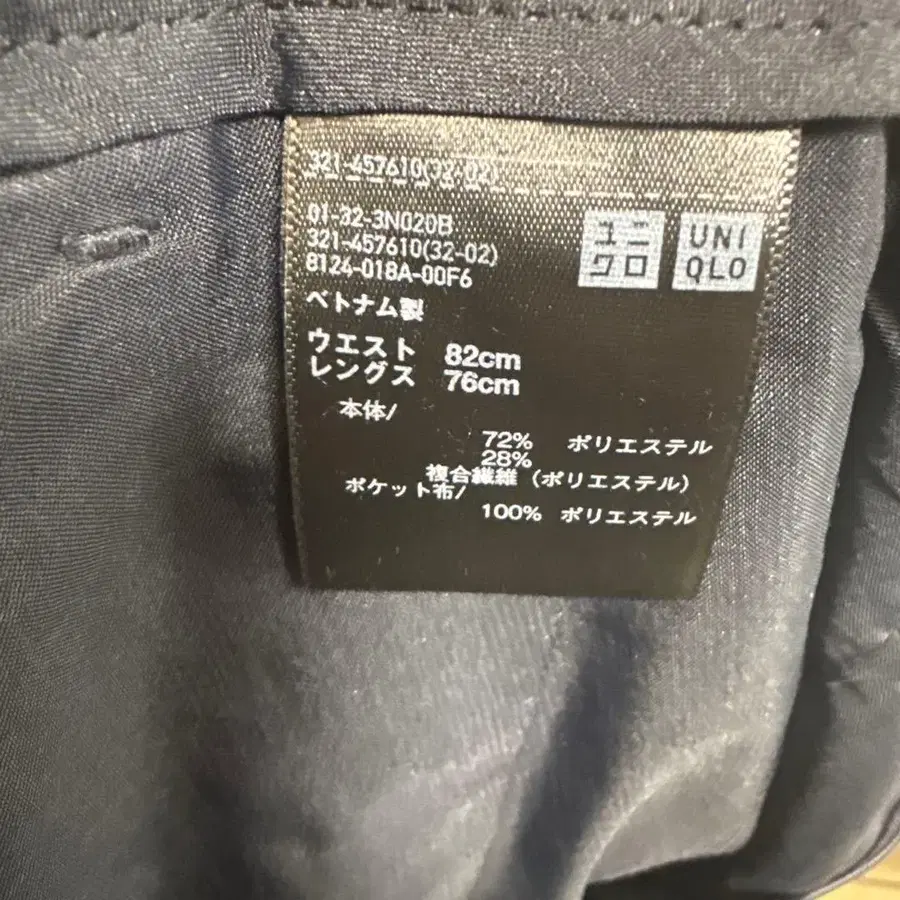 321-457610(32-02)
01-32-3N020B
321-457610(32-02)
8124-018A-00F6
ユニ
クロ
UNI
QLO
ベトナム製
ウエスト 82cm
レングス 76cm
本体/
72% ポリエステル
28%
複合繊維 (ポリエステル)
ポケット布/
100% ポリエステル